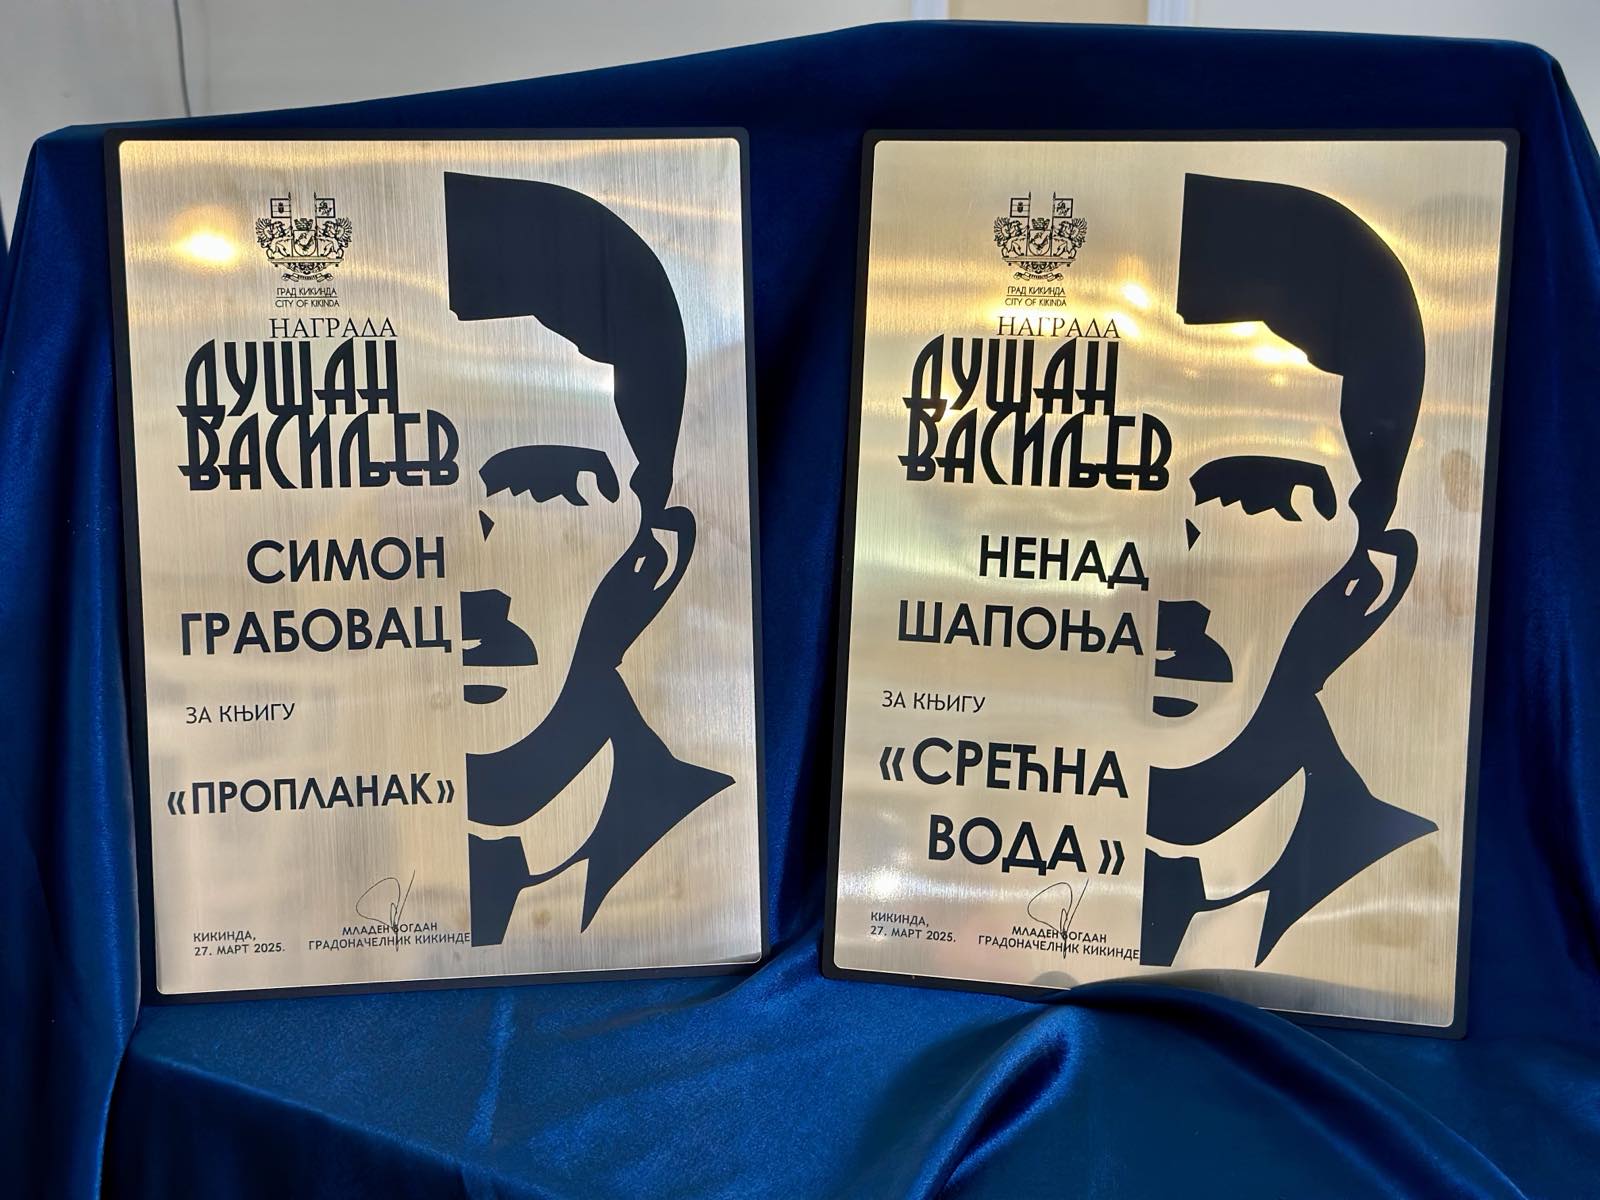 ГРАД КИКИНДА
CITY OF KIKINDA
НАГРАДА
ДУШАН
ВАСИЉЕВ
СИМОН
ГРАБОВАЦ
ЗА КЊИГУ
«ПРОПЛАНАК»
КИКИНДА,
27. МАРТ 2025.
МЛАДЕН БОГДАН
ГРАДОНАЧЕЛНИК КИКИНДЕ
ГРАД КИКИНДА
CITY OF KIKINDA
НАГРАДА
ДУШАН
ВАСИЉЕВ
НЕНАД
ШАПОЊА
ЗА КЊИГУ
«СРЕЋНА
ВОДА»
КИКИНДА,
27. МАРТ 2025.
МЛАДЕН БОГДАН
ГРАДОНАЧЕЛНИК КИКИНДЕ